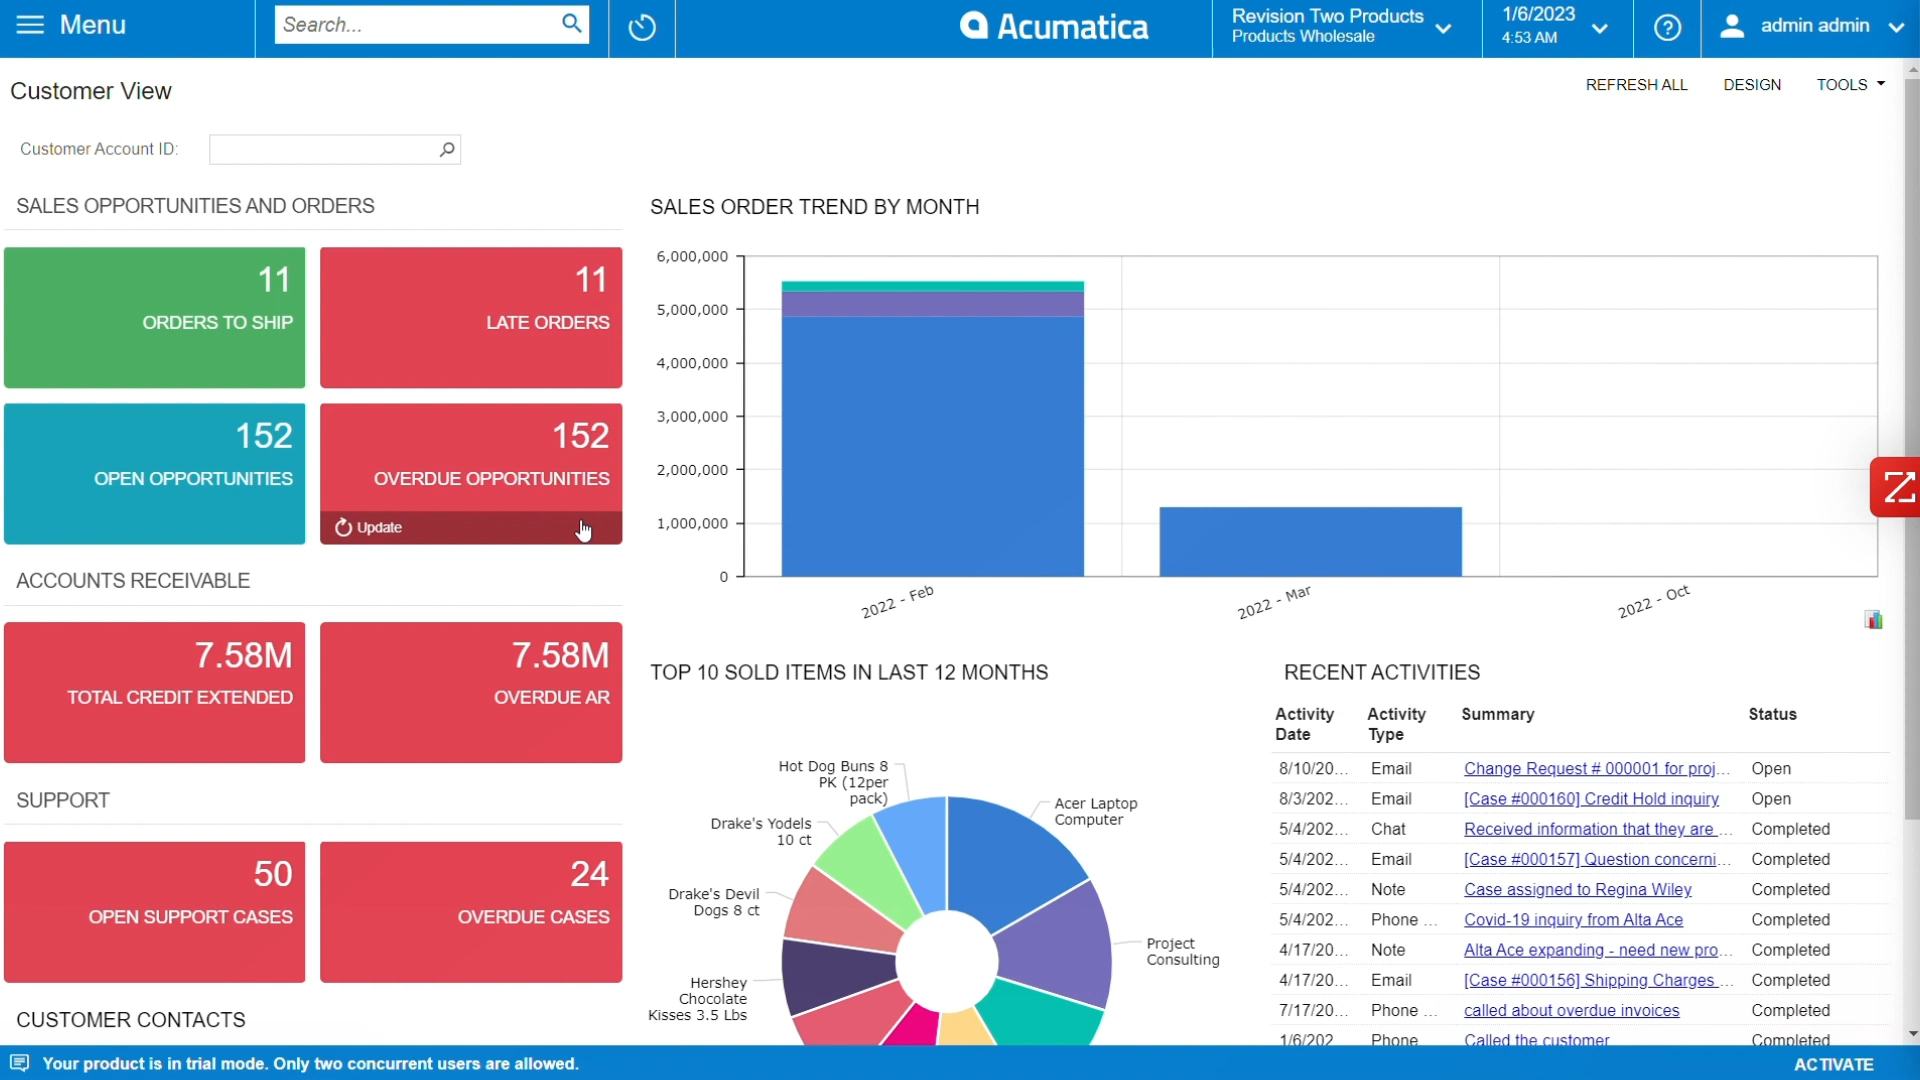 Menu
Search...
Acumatica
Revision Two Products
Products Wholesale
1/6/2023
4:53 AM
admin admin
Customer View
REFRESH ALL
DESIGN
TOOLS
Customer Account ID:
SALES OPPORTUNITIES AND ORDERS
11
ORDERS TO SHIP
11
LATE ORDERS
152
OPEN OPPORTUNITIES
152
OVERDUE OPPORTUNITIES
Update
ACCOUNTS RECEIVABLE
7.58M
TOTAL CREDIT EXTENDED
7.58M
OVERDUE AR
SUPPORT
50
OPEN SUPPORT CASES
24
OVERDUE CASES
CUSTOMER CONTACTS
SALES ORDER TREND BY MONTH
6,000,000
5,000,000
4,000,000
3,000,000
2,000,000
1,000,000
0
2022 - Feb
2022 - Mar
2022 - Oct
TOP 10 SOLD ITEMS IN LAST 12 MONTHS
Hot Dog Buns 8
PK (12per
pack)
Acer Laptop
Computer
Drake's Yodels
10 ct
Drake's Devil
Dogs 8 ct
Project
Consulting
Hershey
Chocolate
Kisses 3.5 Lbs
RECENT ACTIVITIES
Activity Date Activity Type Summary Status
8/10/20... Email Change Request # 000001 for proj... Open
8/3/202... Email [Case #000160] Credit Hold inquiry Open
5/4/202... Chat Received information that they are ... Completed
5/4/202... Email [Case #000157] Question concerni... Completed
5/4/202... Note Case assigned to Regina Wiley Completed
5/4/202... Phone ... Covid-19 inquiry from Alta Ace Completed
4/17/20... Note Alta Ace expanding - need new pro... Completed
4/17/20... Email [Case #000156] Shipping Charges ... Completed
7/17/20... Phone ... called about overdue invoices Completed
1/6/202 Phone Called the customer Completed
Your product is in trial mode. Only two concurrent users are allowed.
ACTIVATE